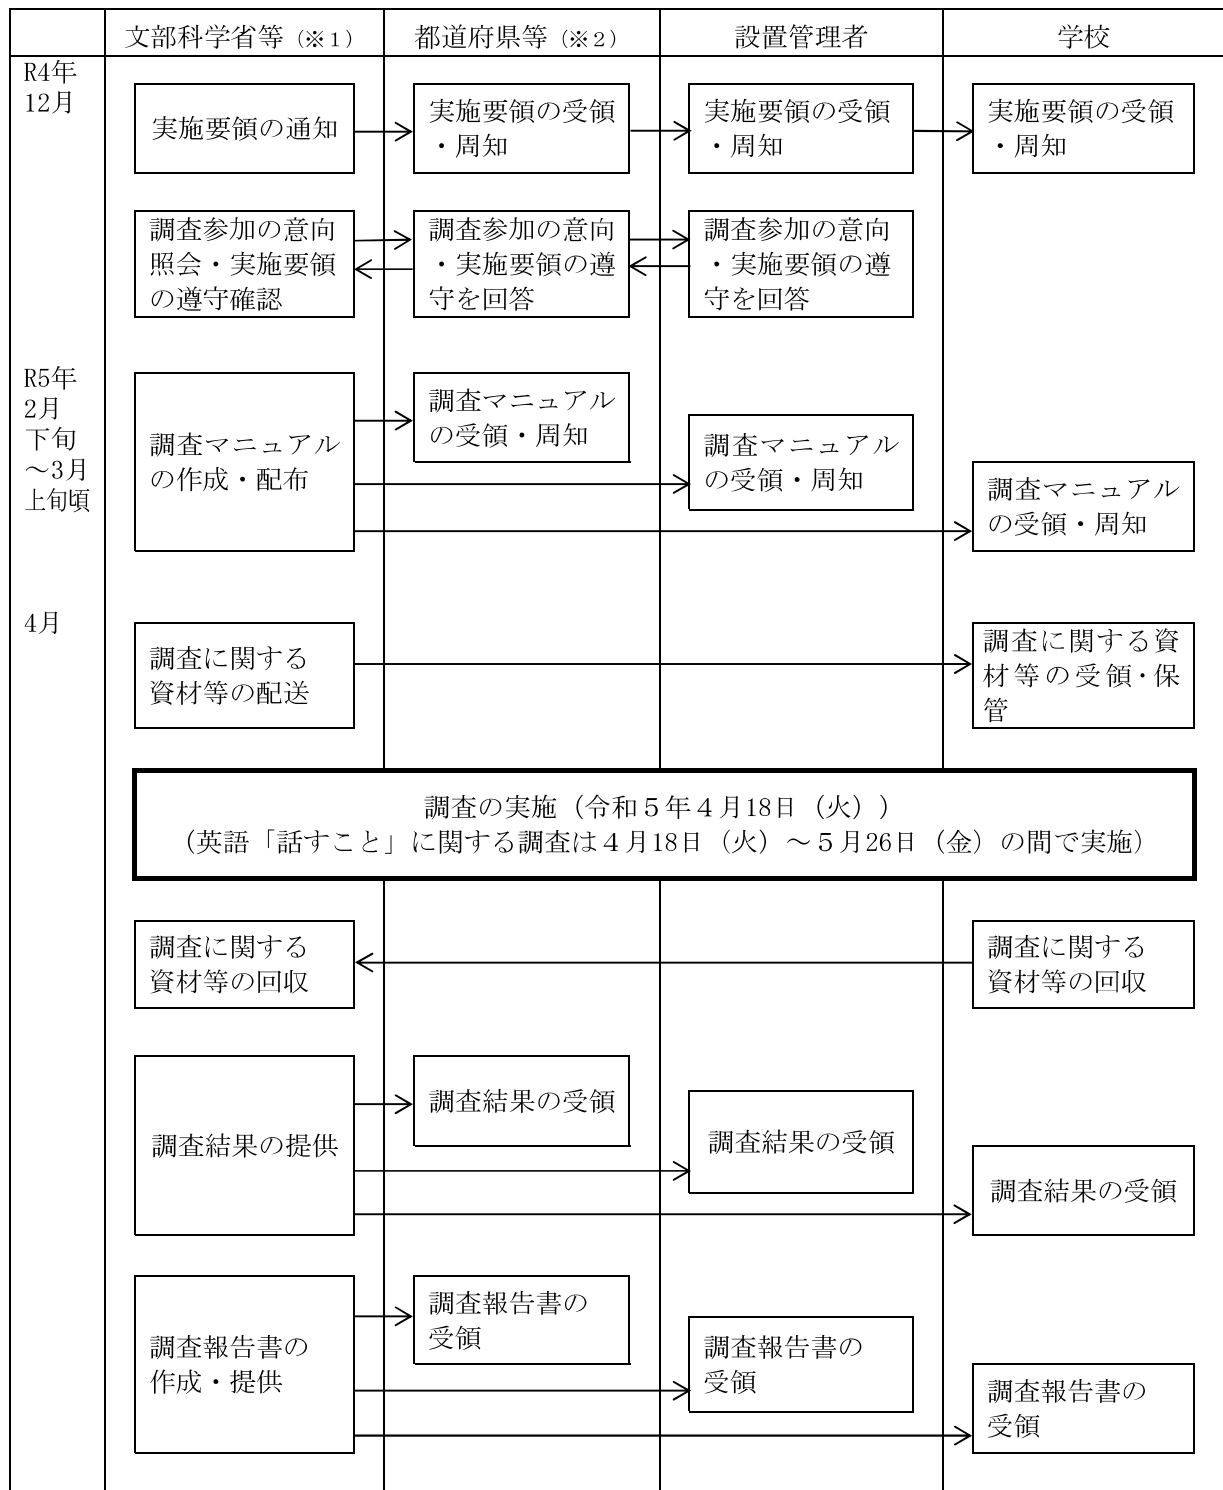 文部科学省等（※１）
都道府県等（※２）
設置管理者
学校
R4年
12月
実施要領の通知
実施要領の受領
・周知
実施要領の受領
・周知
実施要領の受領
・周知
調査参加の意向
照会・実施要領
の遵守確認
調査参加の意向
・実施要領の遵
守を回答
調査参加の意向
・実施要領の遵
守を回答
R5年
2月
下旬
～3月
上旬頃
調査マニュアル
の作成・配布
調査マニュアル
の受領・周知
調査マニュアル
の受領・周知
調査マニュアル
の受領・周知
4月
調査に関する
資材等の配送
調査に関する資
材等の受領・保
管
調査の実施（令和５年４月18日（火））
（英語「話すこと」に関する調査は４月18日（火）～５月26日（金）の間で実施）
調査に関する
資材等の回収
調査に関する
資材等の回収
調査結果の提供
調査結果の受領
調査結果の受領
調査結果の受領
調査報告書の
作成・提供
調査報告書の
受領
調査報告書の
受領
調査報告書の
受領